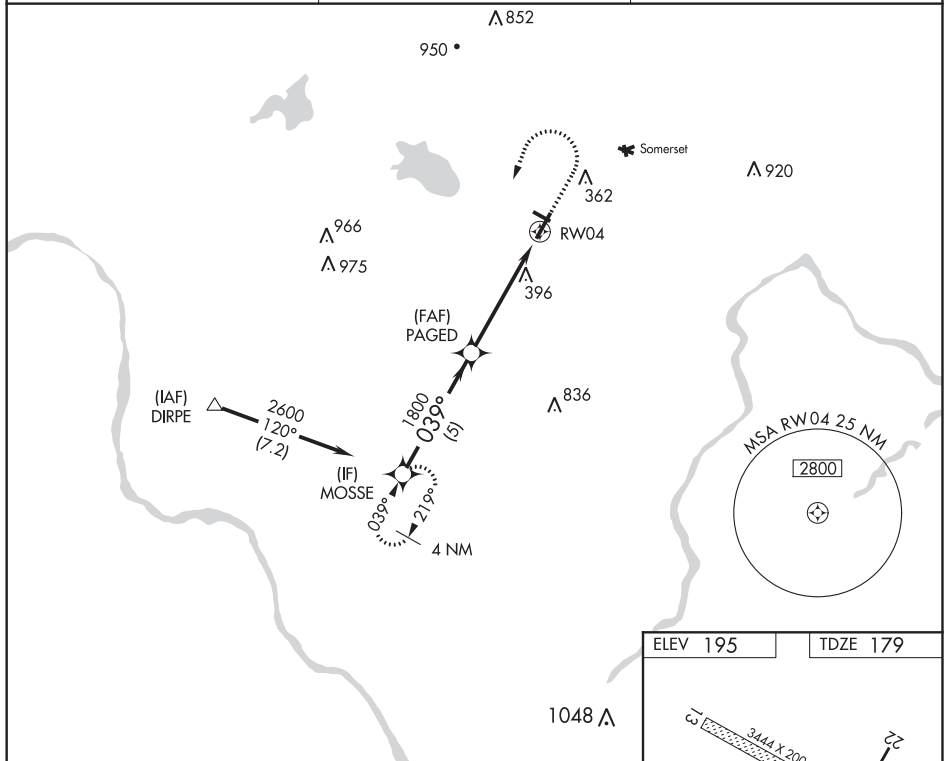 852
950
Somerset
920
362
966
RW04
975
396
(FAF)
PAGED
836
(IAF)
DIRPE
2600
120°
(7.2)
1800
039°
(5)
MSA RW04 25 NM
2800
(IF)
MOSSE
039°
219°
4 NM
ELEV 195
TDZE 179
1048
13
3444 X 200
22